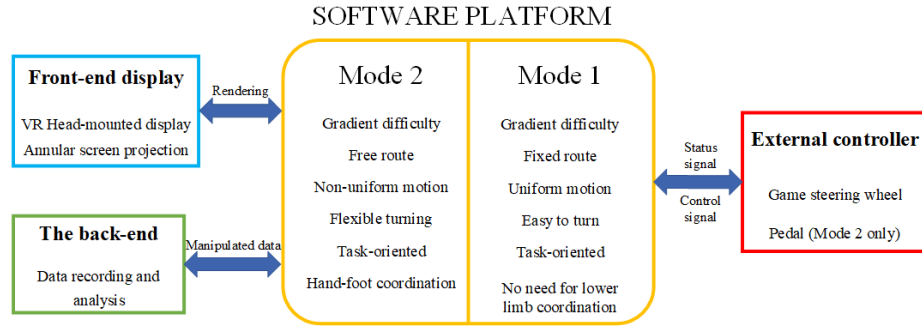 SOFTWARE PLATFORM
Front-end display
VR Head-mounted display
Annular screen projection
Rendering
The back-end
Data recording and
analysis
Manipulated data
Mode 2
Gradient difficulty
Free route
Non-uniform motion
Flexible turning
Task-oriented
Hand-foot coordination
Mode 1
Gradient difficulty
Fixed route
Uniform motion
Easy to turn
Task-oriented
No need for lower
limb coordination
Status
signal
Control
signal
External controller
Game steering wheel
Pedal (Mode 2 only)